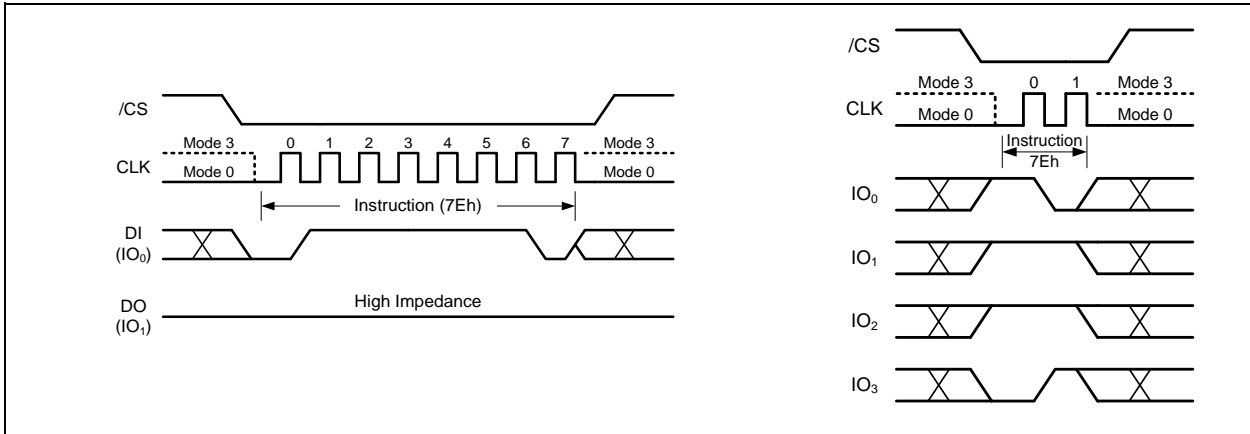 /CS
Mode 3
0 1 2 3 4 5 6 7
Mode 3
CLK
Mode 0
Mode 0
Instruction (7Eh)
DI
(IO₀)
High Impedance
DO
(IO₁)
/CS
Mode 3
0 1
Mode 3
CLK
Mode 0
Mode 0
Instruction
7Eh
IO₀
IO₁
IO₂
IO₃